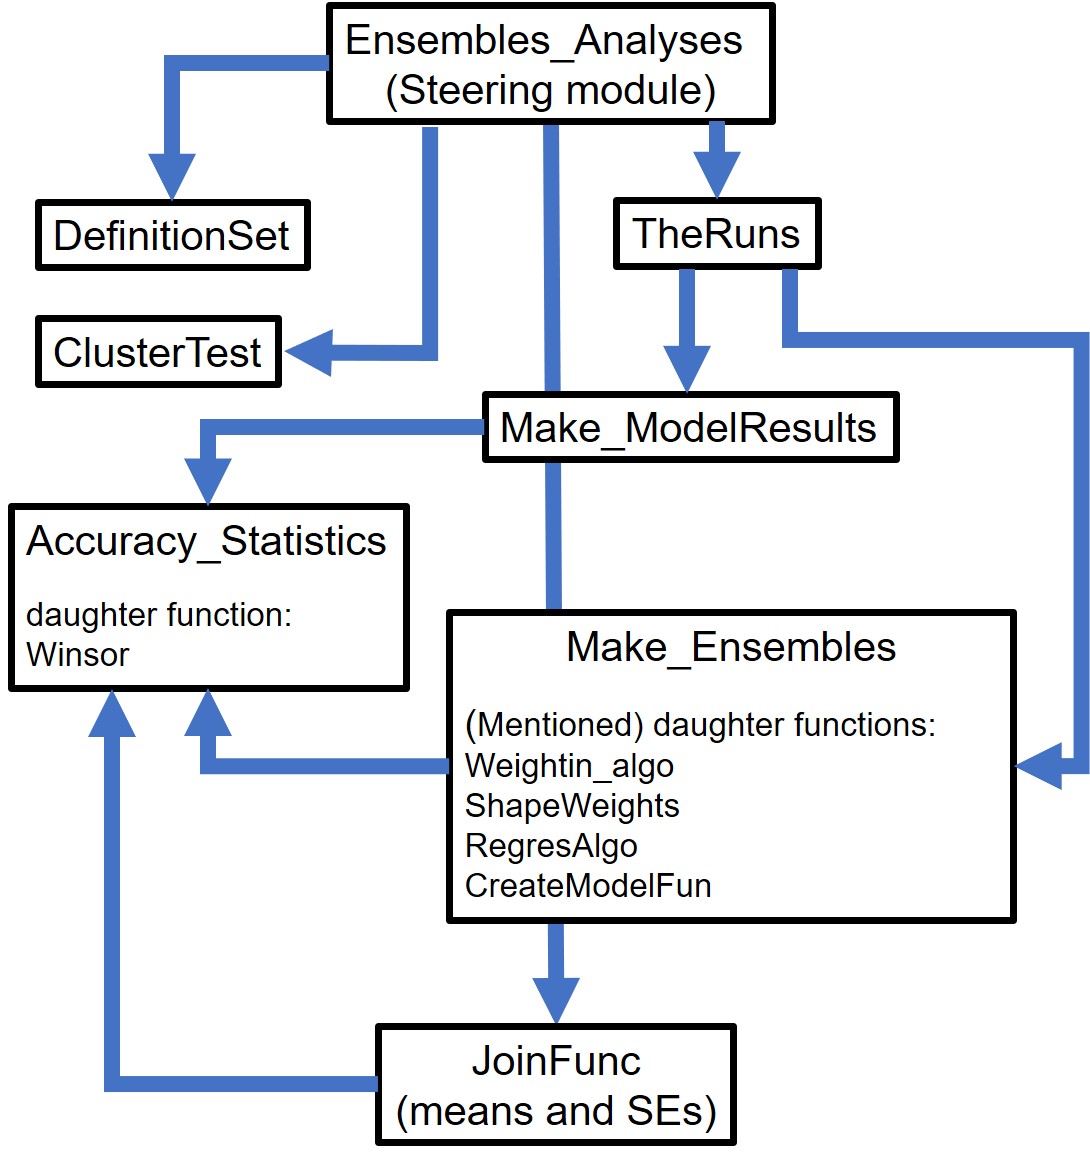 Ensembles_Analyses
(Steering module)
DefinitionSet
TheRuns
ClusterTest
Make_ModelResults
Accuracy_Statistics
daughter function:
Winsor
Make_Ensembles
(Mentioned) daughter functions:
Weightin_algo
ShapeWeights
RegresAlgo
CreateModelFun
JoinFunc
(means and SEs)